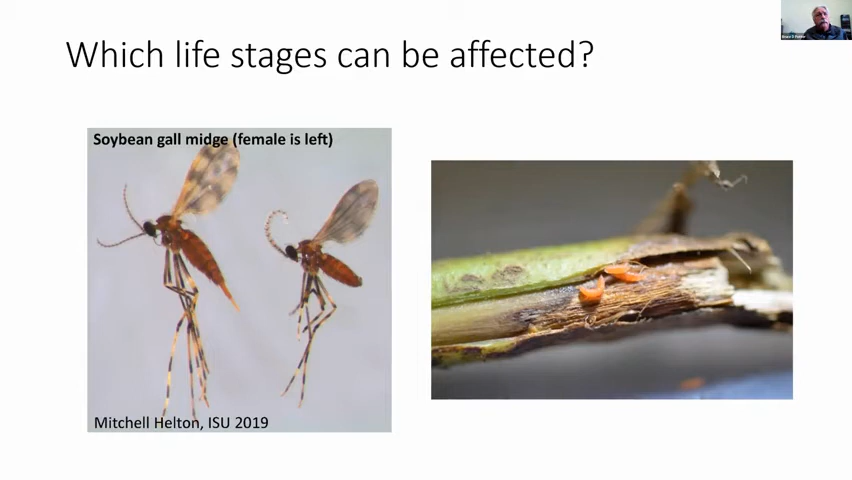 Which life stages can be affected?
Soybean gall midge (female is left)
Mitchell Helton, ISU 2019